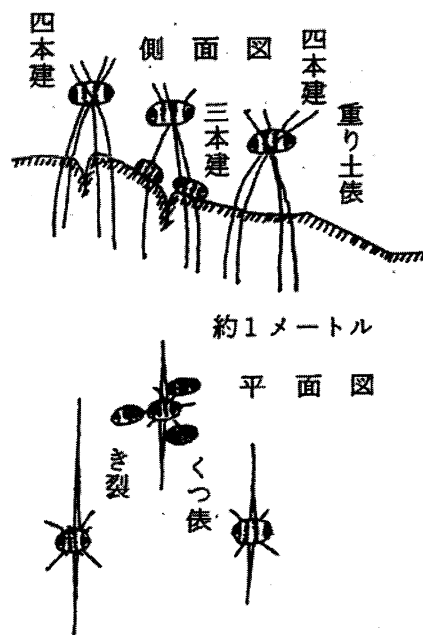 四本建
側面図
三本建
四本建
重り土俵
約1メートル
平面図
き裂
くつ俵